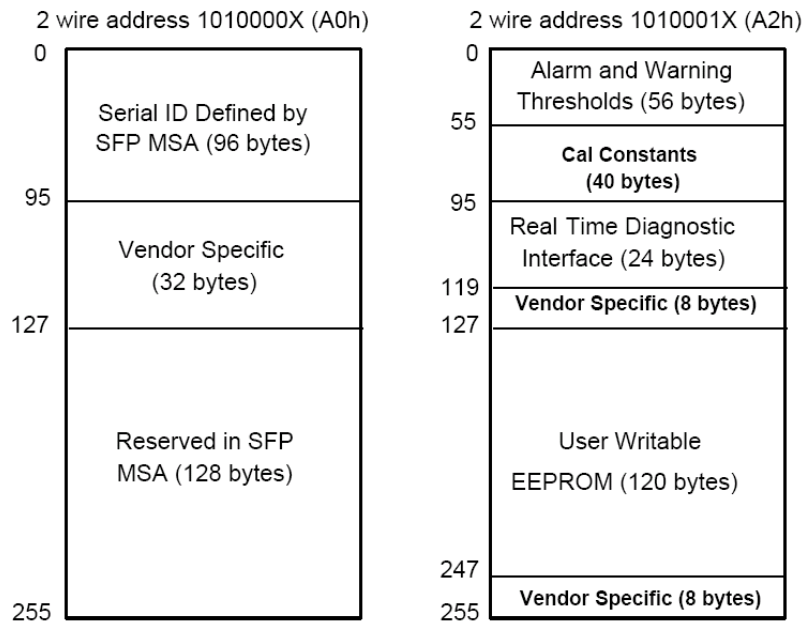 2 wire address 1010000X (A0h)
0
Serial ID Defined by
SFP MSA (96 bytes)
95
Vendor Specific
(32 bytes)
127
Reserved in SFP
MSA (128 bytes)
255
2 wire address 1010001X (A2h)
0
Alarm and Warning
Thresholds (56 bytes)
55
Cal Constants
(40 bytes)
95
Real Time Diagnostic
Interface (24 bytes)
119
Vendor Specific (8 bytes)
127
User Writable
EEPROM (120 bytes)
247
Vendor Specific (8 bytes)
255